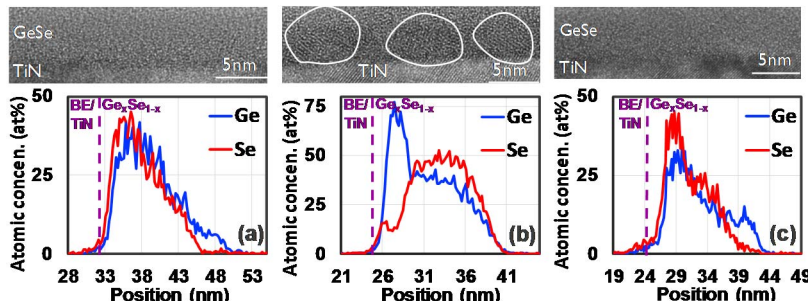 GeSe
TiN
5nm
TiN
5nm
GeSe
TiN
5nm
50
25
0
Atomic concen. (at%)
BE/ GeₓSe₁₋ₓ
TiN
Ge
Se
(a)
28 33 38 43 48 53
Position (nm)
75
50
25
0
Atomic concen. (at%)
BE/ GeₓSe₁₋ₓ
TiN
Ge
Se
(b)
21 26 31 36 41
Position (nm)
50
25
0
Atomic concen. (at%)
BE/ GeₓSe₁₋ₓ
TiN
Ge
Se
(c)
19 24 29 34 39 44 49
Position (nm)